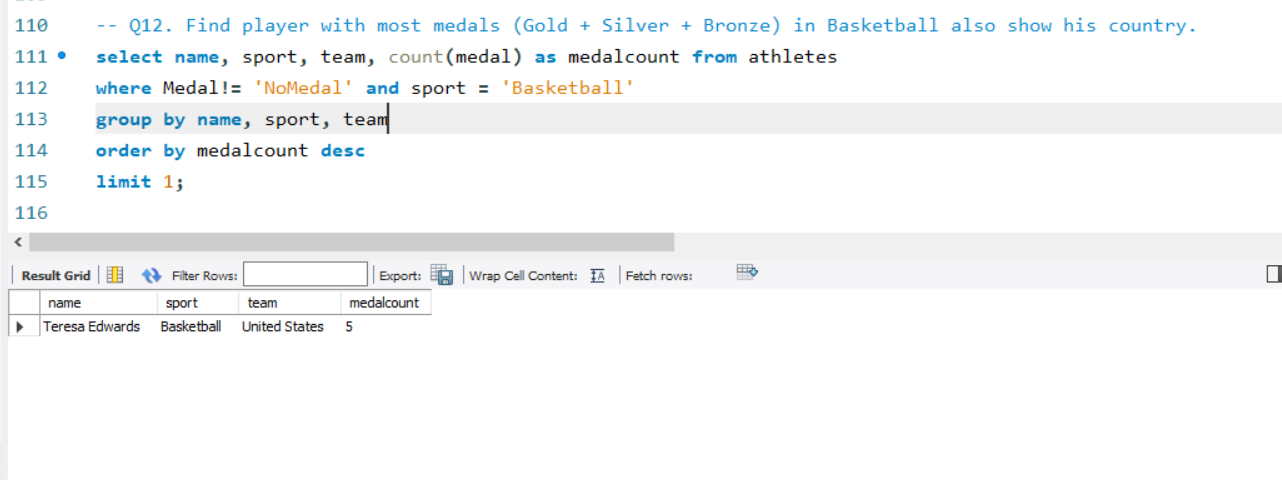 110 -- Q12. Find player with most medals (Gold + Silver + Bronze) in Basketball also show his country.
111 select name, sport, team, count(medal) as medalcount from athletes
112 where Medal!= 'NoMedal' and sport = 'Basketball'
113 group by name, sport, team
114 order by medalcount desc
115 limit 1;
116
Result Grid Filter Rows: Export: Wrap Cell Content: IA Fetch rows:
name sport team medalcount
Teresa Edwards Basketball United States 5